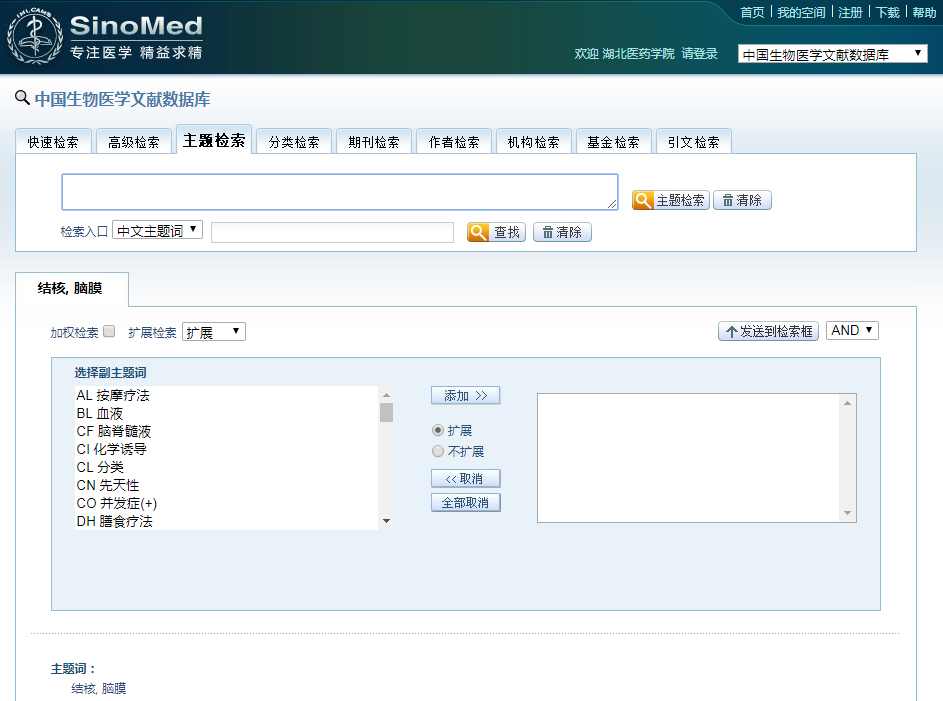 首页 | 我的空间 | 注册 | 下载 | 帮助
SinoMed
专注医学 精益求精
欢迎 湖北医药学院 请登录 中国生物医学文献数据库
中国生物医学文献数据库
快速检索 高级检索 主题检索 分类检索 期刊检索 作者检索 机构检索 基金检索 引文检索
主题检索 清除
检索入口 中文主题词 查找 清除
结核, 脑膜
加权检索 扩展检索 扩展 发送到检索框 AND
选择副主题词
AL 按摩疗法
BL 血液
CF 脑脊髓液
CI 化学诱导
CL 分类
CN 先天性
CO 并发症(+)
DH 膳食疗法
添加 >>
扩展
不扩展
<< 取消
全部取消
主题词：
结核, 脑膜